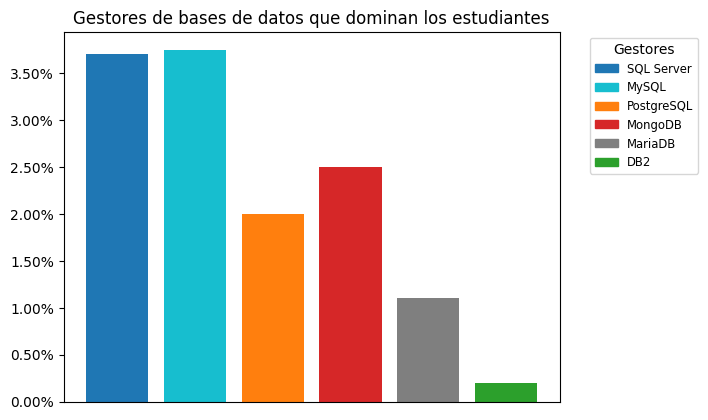 Gestores de bases de datos que dominan los estudiantes
3.50%
3.00%
2.50%
2.00%
1.50%
1.00%
0.50%
0.00%
Gestores
SQL Server
MySQL
PostgreSQL
MongoDB
MariaDB
DB2